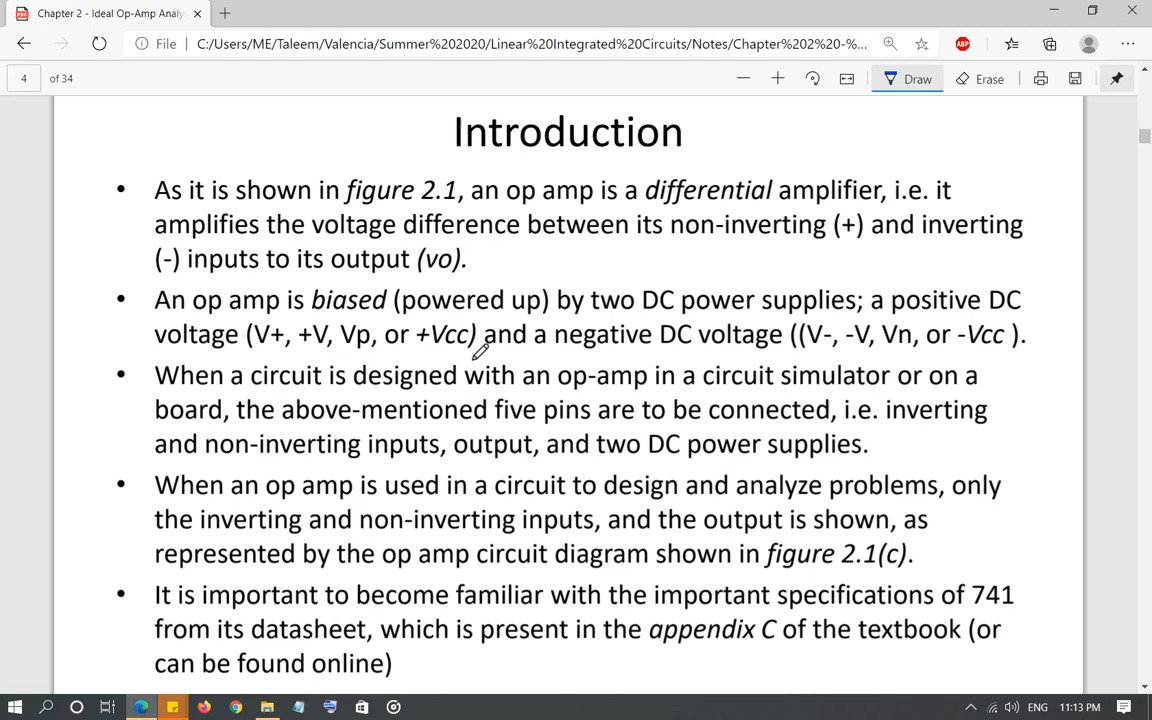 Chapter 2 - Ideal Op-Amp Analy
File
C:/Users/ME/Taleem/Valencia/Summer%202020/Linear%20Integrated%20Circuits/Notes/Chapter%202%20-%...
ABP
4 of 34
Draw
Erase
Introduction
• As it is shown in figure 2.1, an op amp is a differential amplifier, i.e. it
amplifies the voltage difference between its non-inverting (+) and inverting
(-) inputs to its output (vo).
• An op amp is biased (powered up) by two DC power supplies; a positive DC
voltage (V+, +V, Vp, or +Vcc) and a negative DC voltage ((V-, -V, Vn, or -Vcc ).
• When a circuit is designed with an op-amp in a circuit simulator or on a
board, the above-mentioned five pins are to be connected, i.e. inverting
and non-inverting inputs, output, and two DC power supplies.
• When an op amp is used in a circuit to design and analyze problems, only
the inverting and non-inverting inputs, and the output is shown, as
represented by the op amp circuit diagram shown in figure 2.1(c).
• It is important to become familiar with the important specifications of 741
from its datasheet, which is present in the appendix C of the textbook (or
can be found online)
ENG 11:13 PM